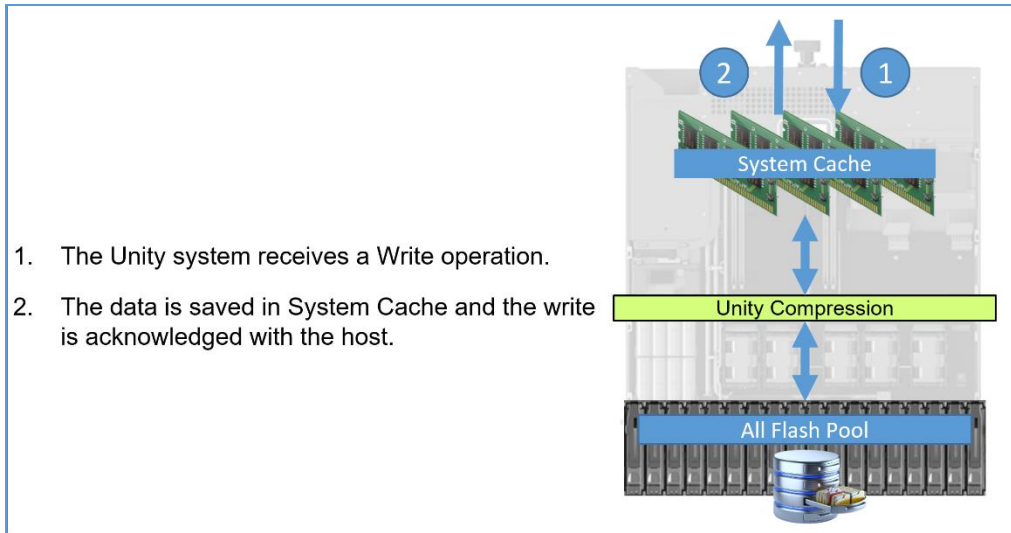 2
1
System Cache
1. The Unity system receives a Write operation.
2. The data is saved in System Cache and the write
is acknowledged with the host.
Unity Compression
All Flash Pool